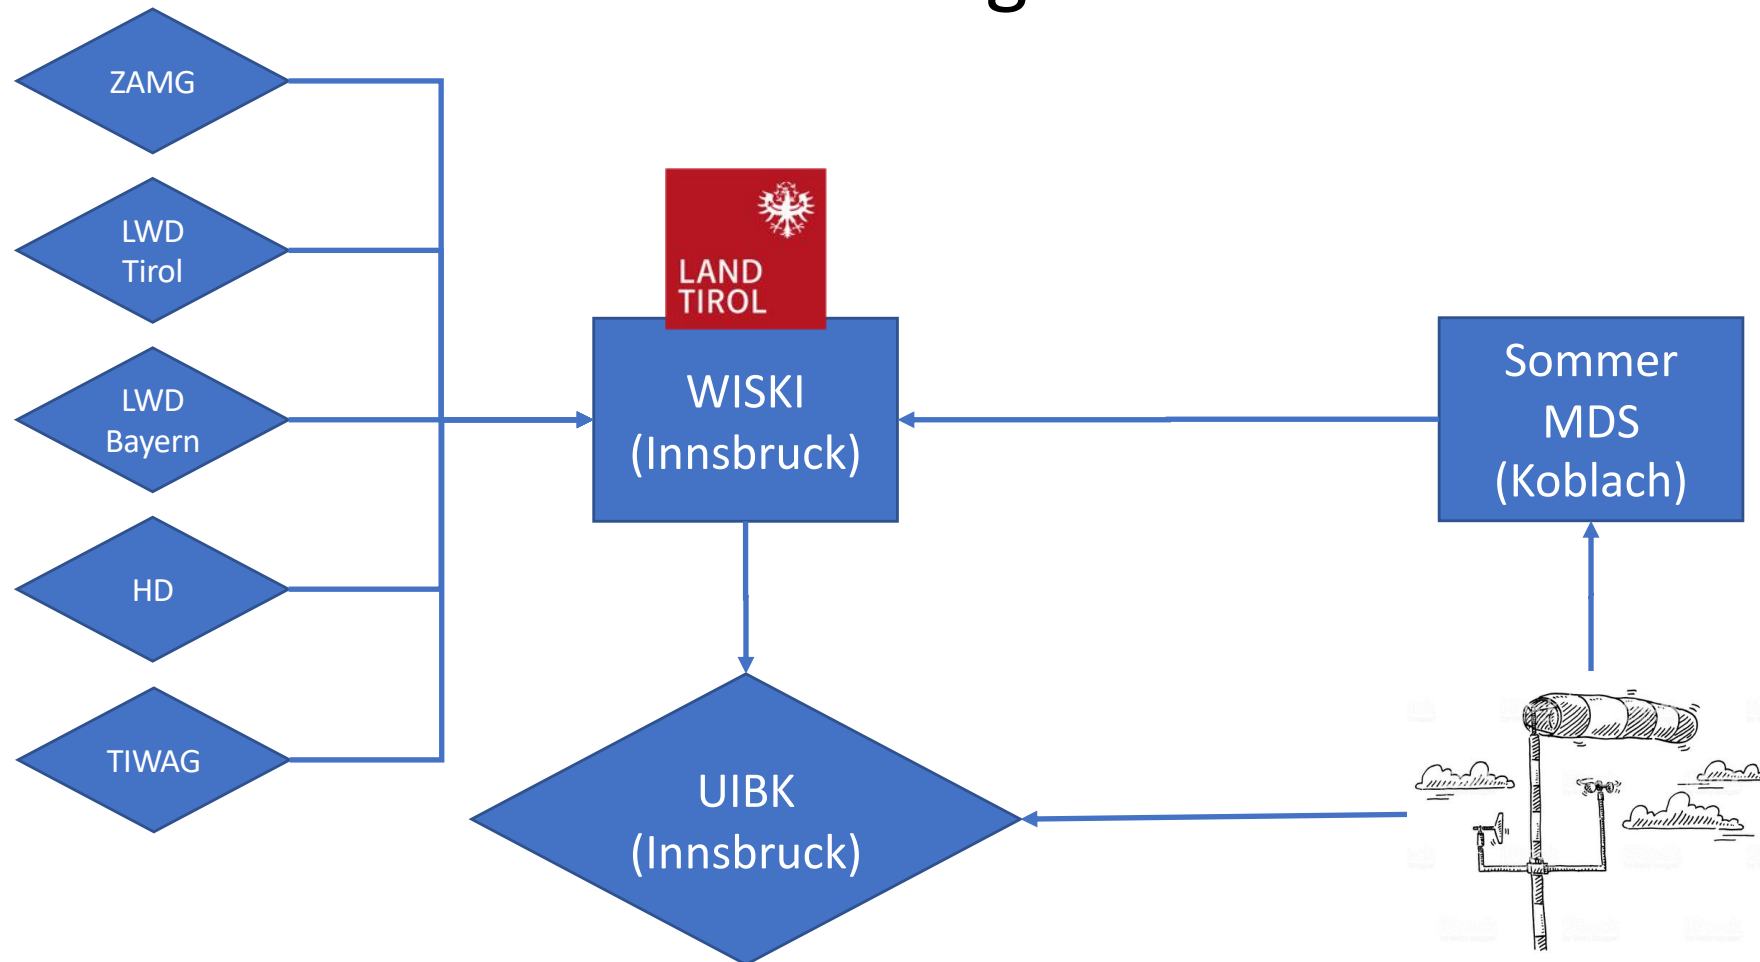 ZAMG
LWD
Tirol
LWD
Bayern
HD
TIWAG
LAND
TIROL
WISKI
(Innsbruck)
UIBK
(Innsbruck)
Sommer
MDS
(Koblach)